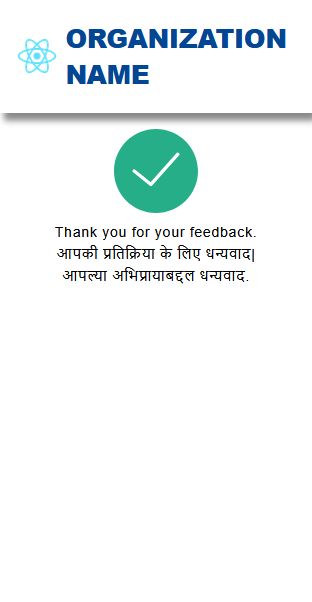 ORGANIZATION
NAME
Thank you for your feedback.
आपकी प्रतिक्रिया के लिए धन्यवाद|
आपल्या अभिप्रायाबद्दल धन्यवाद.